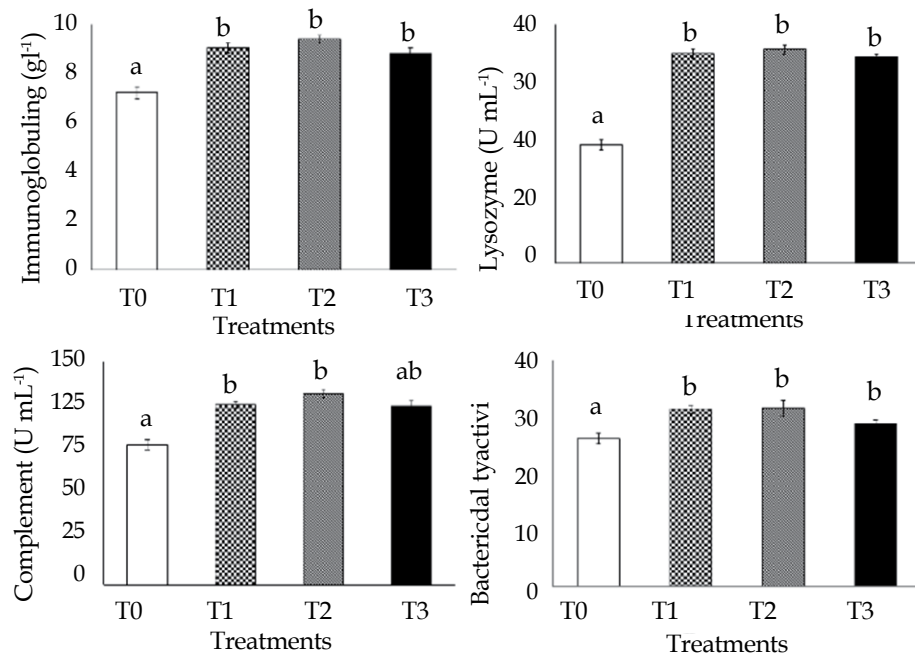 Immunoglobuling (gl-1)
10
8
6
4
2
0
a
b
b
b
T0
T1
T2
T3
Treatments
Lysozyme (U mL-1)
40
30
40
20
0
a
b
b
b
T0
T1
T2
T3
Treatments
Complement (U mL-1)
150
125
75
50
25
0
a
b
b
ab
T0
T1
T2
T3
Treatments
Bactericdal tyactivi
40
30
20
10
0
a
b
b
b
T0
T1
T2
T3
Treatments